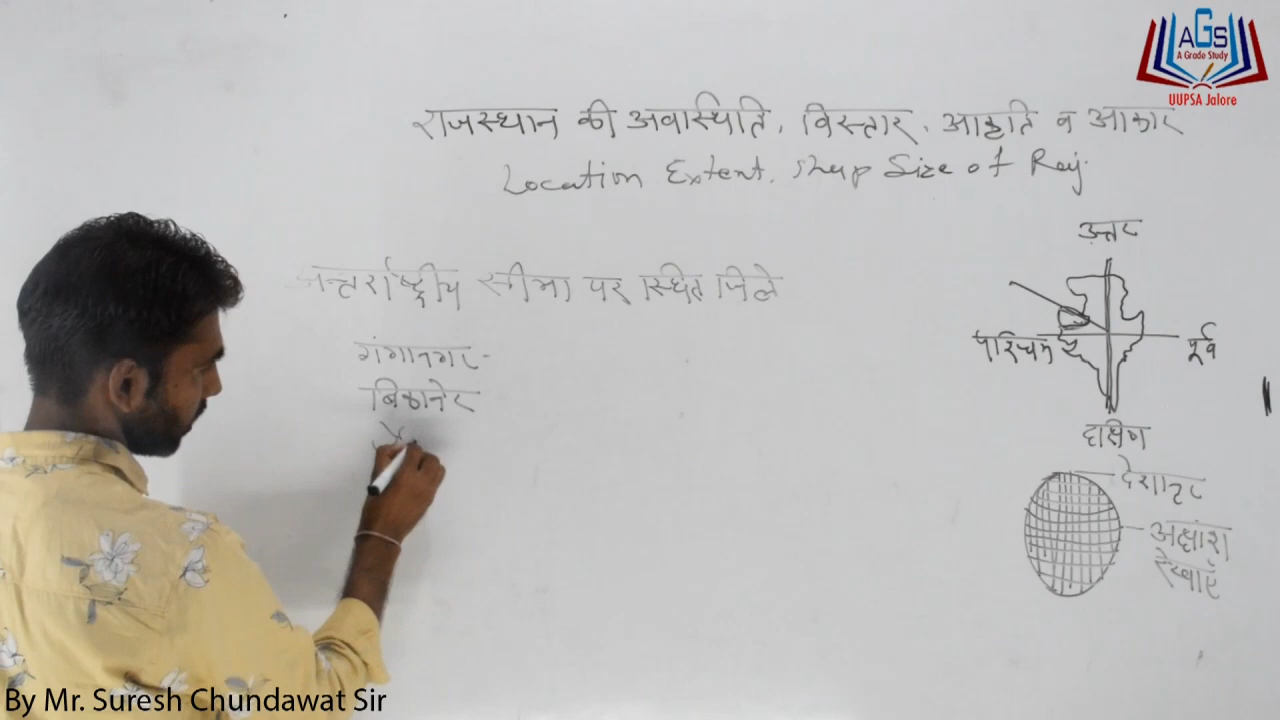 AGS
A Grade Study
UUPSA Jalore
राजस्थान की अवास्थिति, विस्तार, आकृति व आकार
Location Extent, Shap Size of Raj.
अन्तर्राष्ट्रीय सीमा पर स्थित जिले
गंगानगर-
बिकानेर
उत्तर
पश्चिम
पूर्व
दक्षिण
देशान्तर
अक्षांश
रेखाएँ
By Mr. Suresh Chundawat Sir